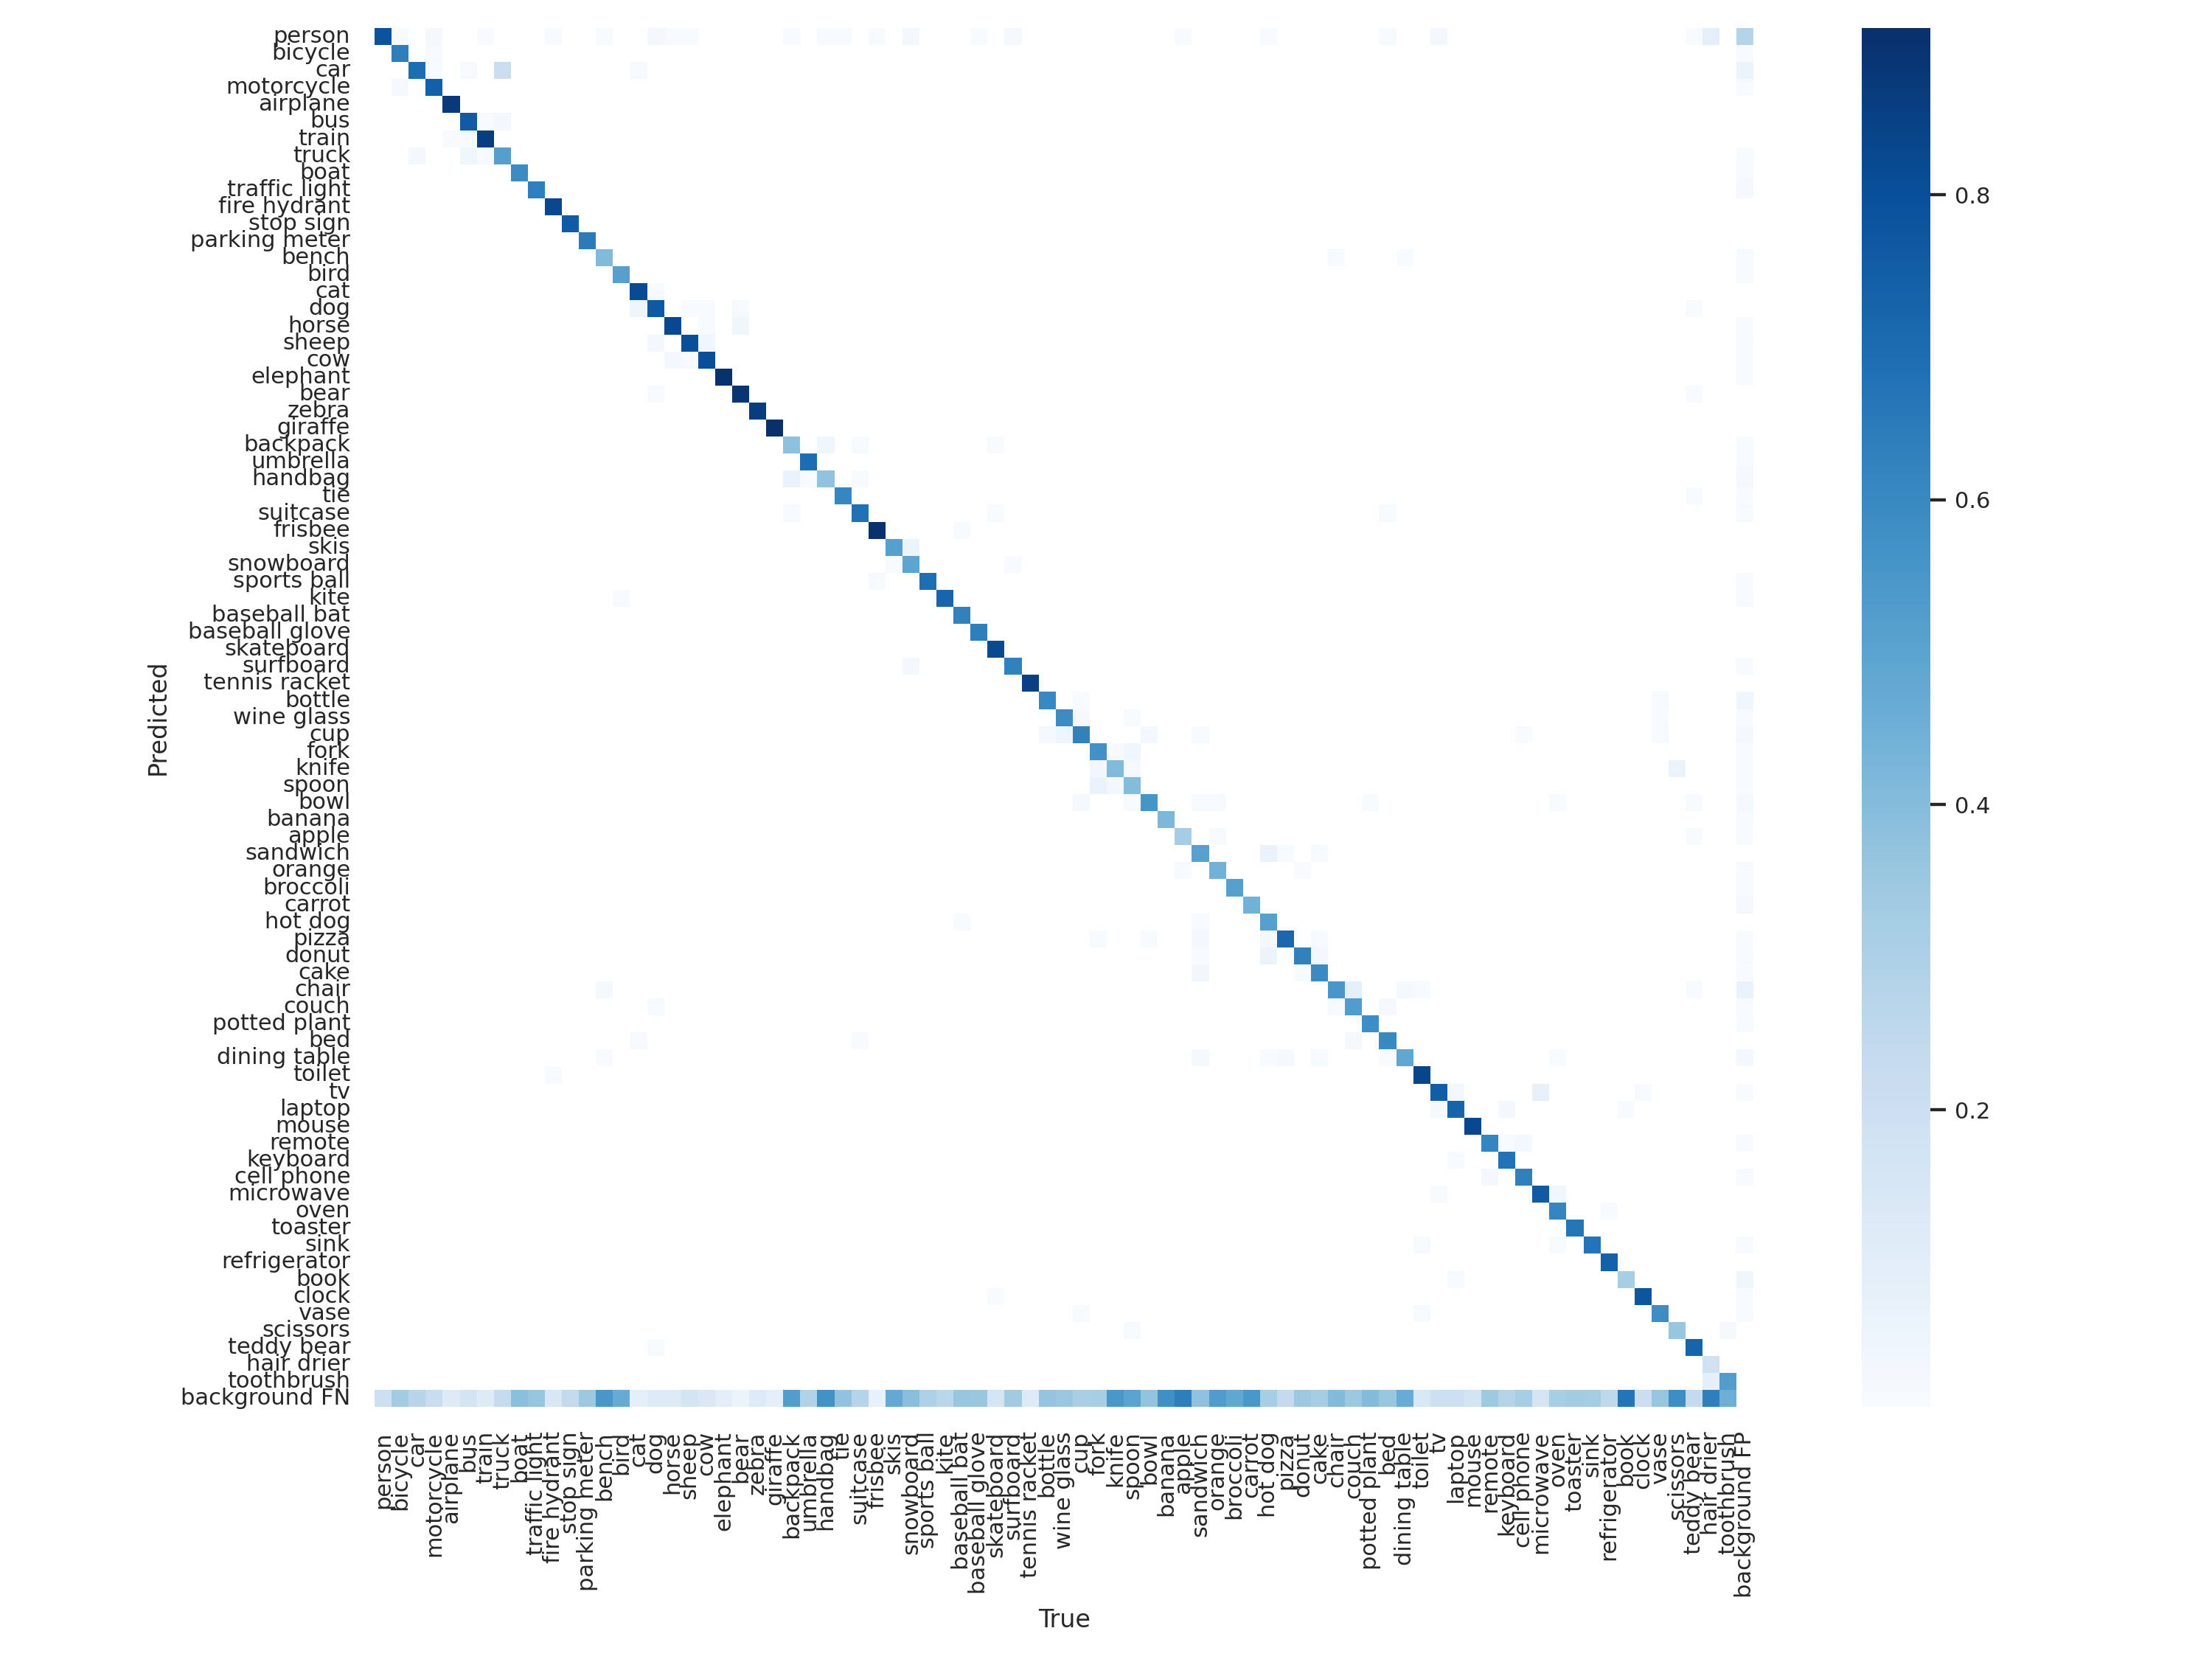 person
bicycle
car
motorcycle
airplane
bus
train
truck
boat
traffic light
fire hydrant
stop sign
parking meter
bench
bird
cat
dog
horse
sheep
cow
elephant
bear
zebra
giraffe
backpack
umbrella
handbag
tie
suitcase
frisbee
skis
snowboard
sports ball
kite
baseball bat
baseball glove
skateboard
surfboard
tennis racket
bottle
wine glass
cup
fork
knife
spoon
bowl
banana
apple
sandwich
orange
broccoli
carrot
hot dog
pizza
donut
cake
chair
couch
potted plant
bed
dining table
toilet
tv
laptop
mouse
remote
keyboard
cell phone
microwave
oven
toaster
sink
refrigerator
book
clock
vase
scissors
teddy bear
hair drier
toothbrush
background FN
Predicted
person
bicycle
car
motorcycle
airplane
bus
train
truck
boat
traffic light
fire hydrant
stop sign
parking meter
bench
bird
cat
dog
horse
sheep
cow
elephant
bear
zebra
giraffe
backpack
umbrella
handbag
tie
suitcase
frisbee
skis
snowboard
sports ball
kite
baseball bat
baseball glove
skateboard
surfboard
tennis racket
bottle
wine glass
cup
fork
knife
spoon
bowl
banana
apple
sandwich
orange
broccoli
carrot
hot dog
pizza
donut
cake
chair
couch
potted plant
bed
dining table
toilet
tv
laptop
mouse
remote
keyboard
cell phone
microwave
oven
toaster
sink
refrigerator
book
clock
vase
scissors
teddy bear
hair drier
toothbrush
background FP
True
0.8
0.6
0.4
0.2